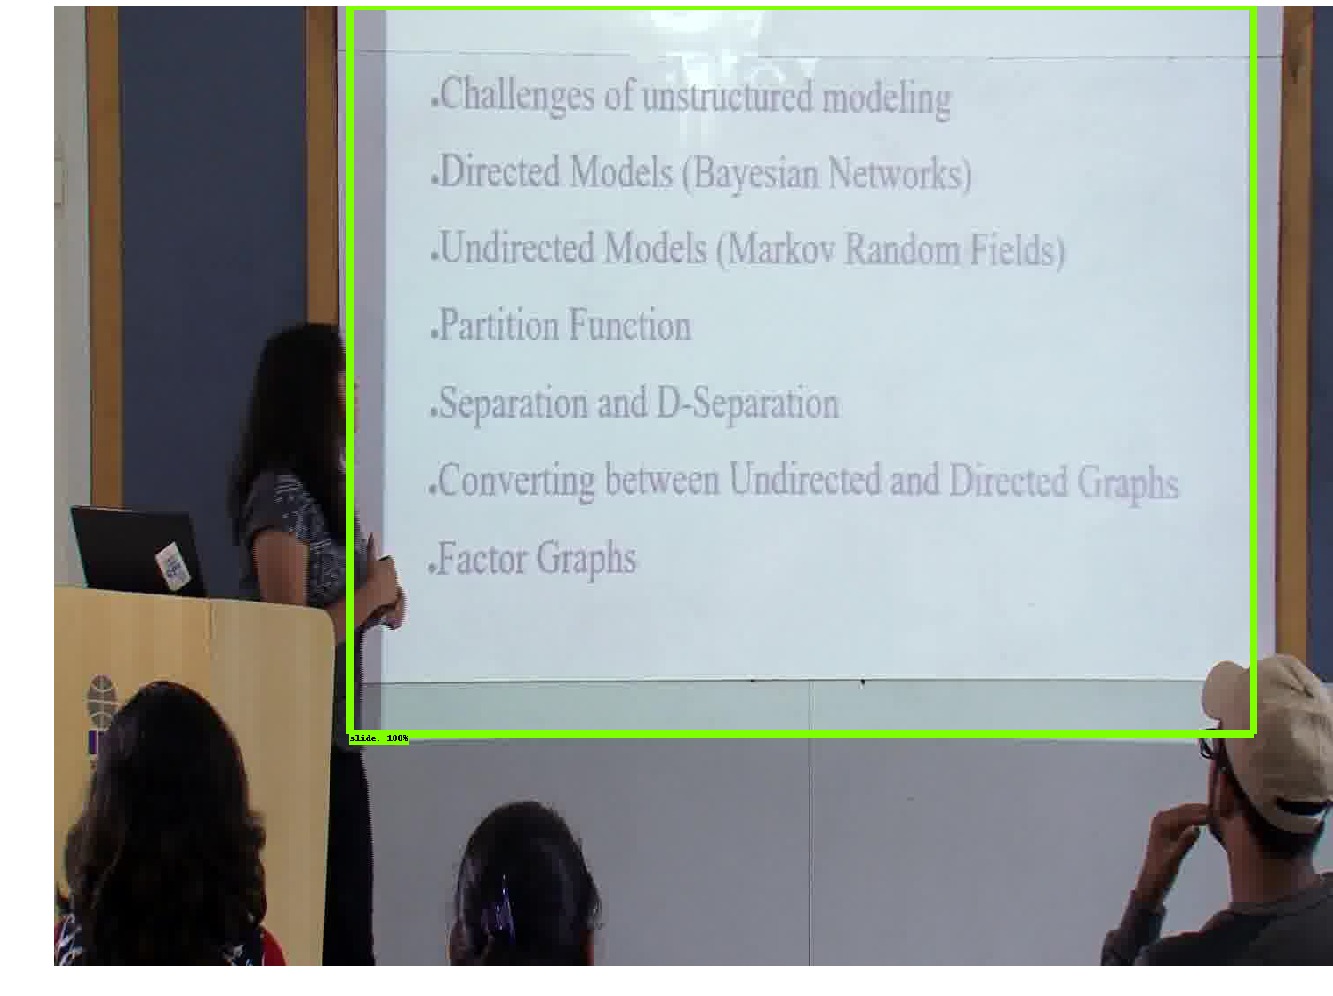 .Challenges of unstructured modeling
.Directed Models (Bayesian Networks)
.Undirected Models (Markov Random Fields)
.Partition Function
.Separation and D-Separation
.Converting between Undirected and Directed Graphs
.Factor Graphs
slide: 100%